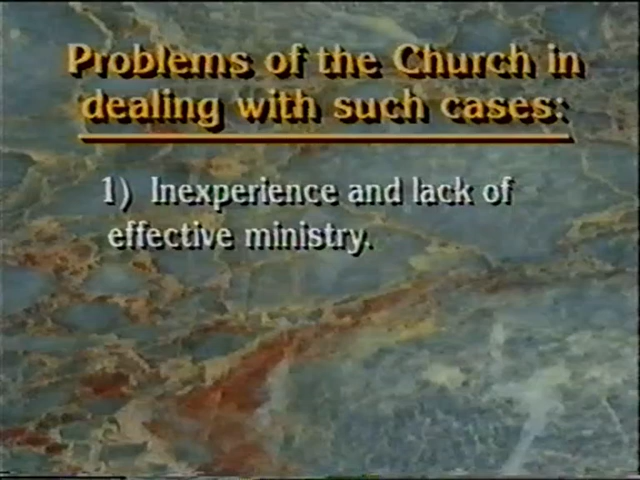 Problems of the Church in
dealing with such cases:
1) Inexperience and lack of
effective ministry.